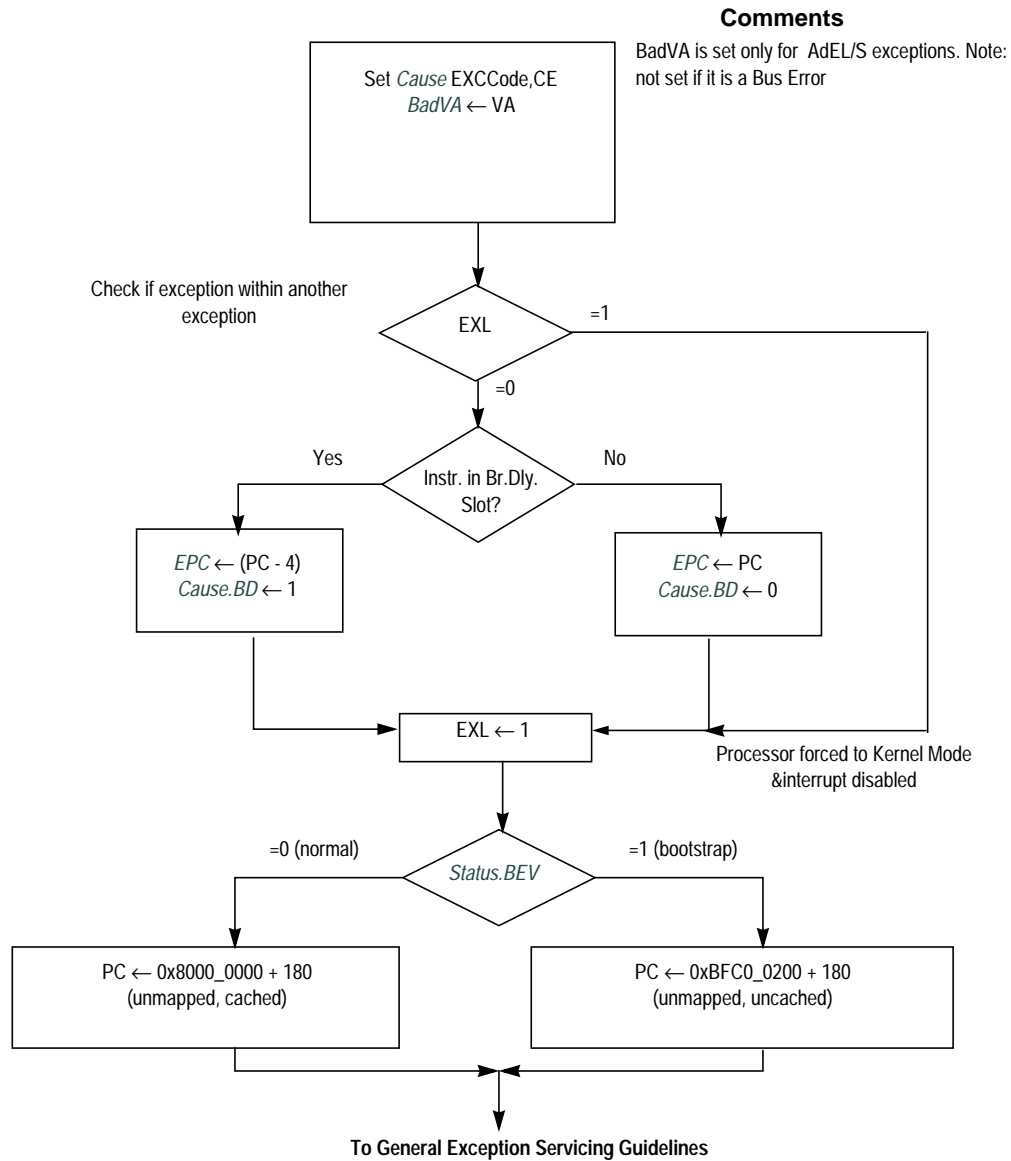 Comments
BadVA is set only for AdEL/S exceptions. Note:
not set if it is a Bus Error
Set Cause EXCCode,CE
BadVA ← VA
Check if exception within another
exception
EXL
=1
=0
Yes
Instr. in Br.Dly.
Slot?
No
EPC ← (PC - 4)
Cause.BD ← 1
EPC ← PC
Cause.BD ← 0
EXL ← 1
Processor forced to Kernel Mode
&interrupt disabled
=0 (normal)
Status.BEV
=1 (bootstrap)
PC ← 0x8000_0000 + 180
(unmapped, cached)
PC ← 0xBFC0_0200 + 180
(unmapped, uncached)
To General Exception Servicing Guidelines